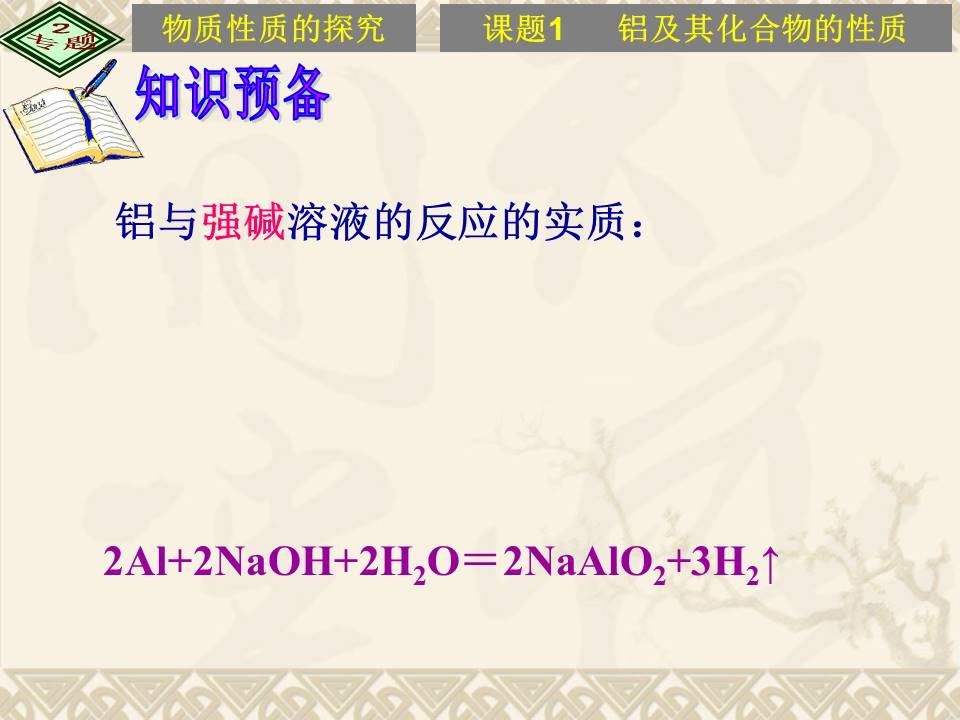 2
专题
物质性质的探究
课题1 铝及其化合物的性质
知识预备
铝与强碱溶液的反应的实质：
2Al+2NaOH+2H₂O＝2NaAlO₂+3H₂↑